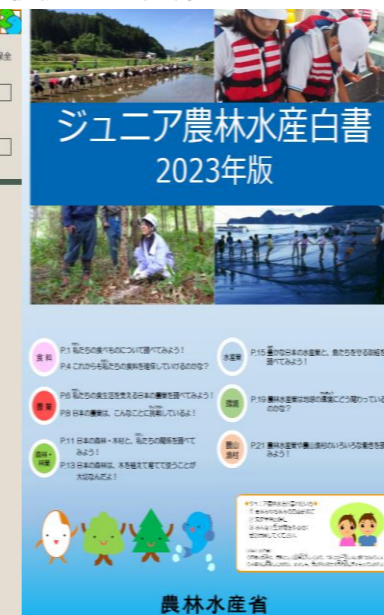 ジュニア農林水産白書
2023年版
食料
P.1 私たちの食べものについて調べてみよう！
P.4 これからも私たちの食料を確保していけるのかな？
農業
P.6 私たちの食生活を支える日本の農業を調べてみよう！
P.8 日本の農業は、こんなことに挑戦しているよ！
森林・
林業
P.11 日本の森林・木材と、私たちの関係を調べて
みよう！
P.13 日本の森林は、木を植えて育てて使うことが
大切なんだよ！
水産業
P.15 豊かな日本の水産業と、魚たちを守る取組を
調べてみよう！
環境
P.19 農林水産業は地球の環境にどう関わっている
のかな？
農山
漁村
P.21 農林水産業や農山漁村のいろいろな働きを調べ
みよう！
農林水産省